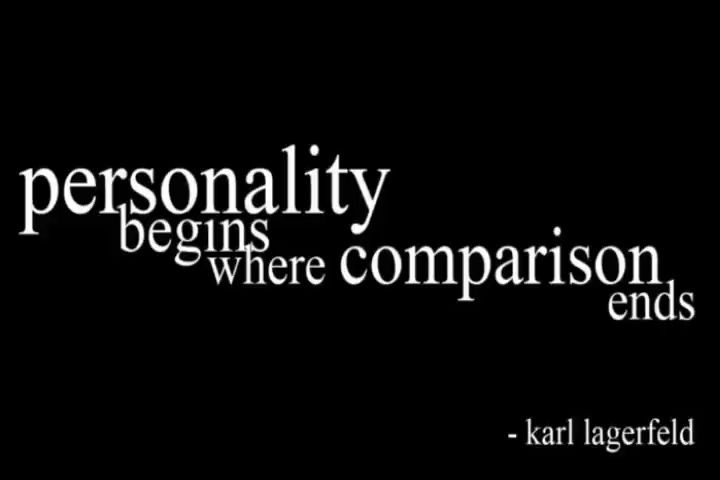 personality
begins
where comparison
ends
- karl lagerfeld